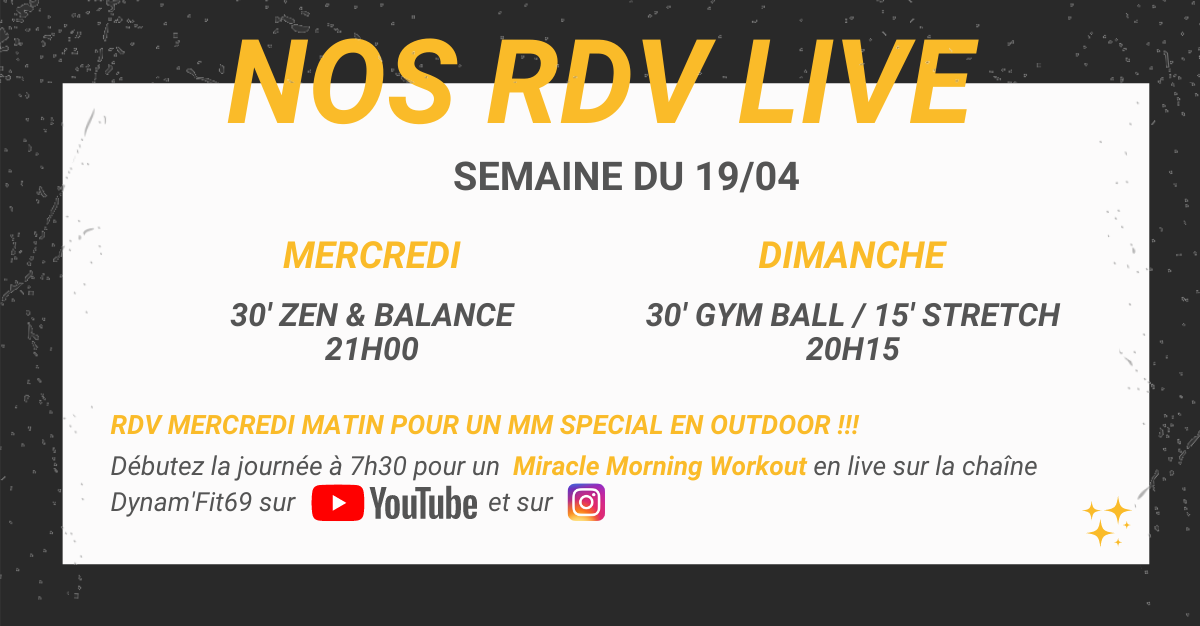 NOS RDV LIVE
SEMAINE DU 19/04
MERCREDI
30' ZEN & BALANCE
21H00
DIMANCHE
30' GYM BALL / 15' STRETCH
20H15
RDV MERCREDI MATIN POUR UN MM SPECIAL EN OUTDOOR !!!
Débutez la journée à 7h30 pour un Miracle Morning Workout en live sur la chaîne
Dynam'Fit69 sur YouTube et sur